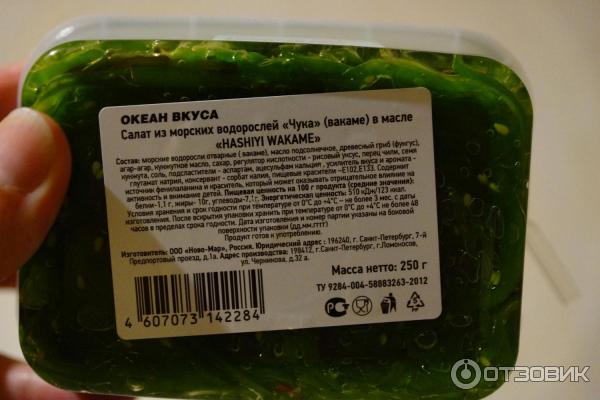 ОКЕАН ВКУСА
Салат из морских водорослей «Чука» (вакаме) в масле
«HASHIYI WAKAME»
Состав: морские водоросли отварные ( вакаме), масло подсолнечное, древесный гриб (фунгус),
агар-агар, кунжутное масло, сахар, регулятор кислотности - рисовый уксус, перец чили, семя
кунжута, соль, подсластители - аспартам, ацесульфам кальция , усилитель вкуса и аромата -
глутамат натрия, консервант - сорбат калия, пищевые красители –Е102,Е133. Содержит
источник фенилаланина и краситель, который может оказывать отрицательное влияние на
активность и внимание детей. Пищевая ценность на 100 г продукта (средние значения):
белки-1,1 г, жиры- 10г, углеводы-7,1г. Энергетическая ценность: 510 кДж/123 ккал.
Условия хранения и срок годности при температуре от 0°С до +4°С – не более 3 мес. с даты
изготовления. После вскрытия упаковки хранить при температуре от 0°С до +4°С не более 48
часов в пределах срока годности. Дата изготовления и номер партии указаны на боковой
поверхности упаковки (дд.мм.гггг)
Продукт готов к употреблению.
Изготовитель: ООО «Ново-Мар», Россия. Юридический адрес : 196240, г. Санкт-Петербург, 7-й
Предпортовый проезд, д.1а. Адрес производства: 198412, г.Санкт-Петербург, г.Ломоносов,
ул. Черникова, д.32 а.
Масса нетто: 250 г
ТУ 9284-004-58883263-2012
4 607073 142284
ОТЗОВИК